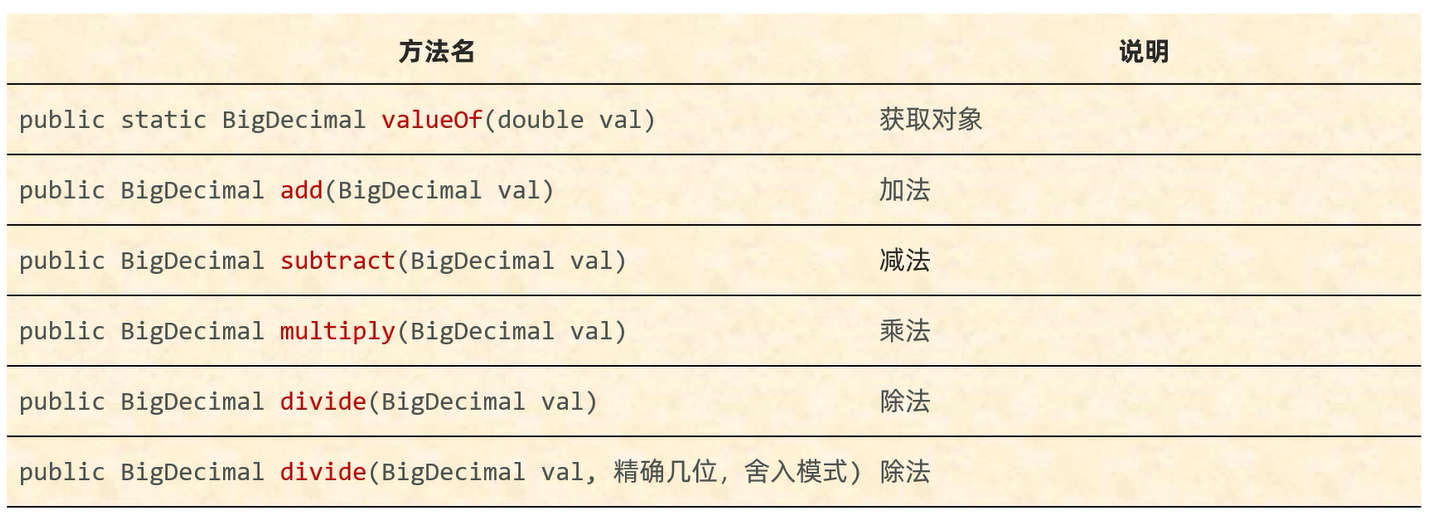 方法名 说明
public static BigDecimal valueOf(double val) 获取对象
public BigDecimal add(BigDecimal val) 加法
public BigDecimal subtract(BigDecimal val) 减法
public BigDecimal multiply(BigDecimal val) 乘法
public BigDecimal divide(BigDecimal val) 除法
public BigDecimal divide(BigDecimal val, 精确几位, 舍入模式) 除法